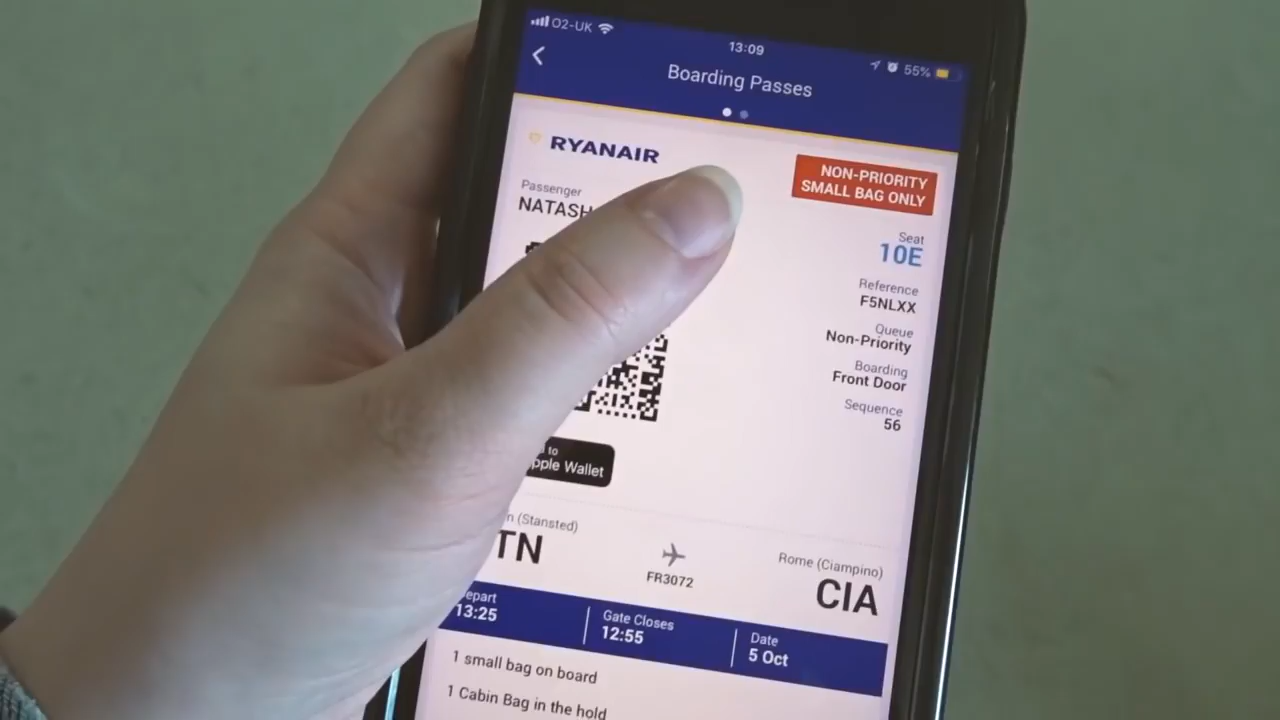 O2-UK 13:09 55%
Boarding Passes
RYANAIR
NON-PRIORITY
SMALL BAG ONLY
Passenger
NATASH
Seat
10E
Reference
F5NLXX
Queue
Non-Priority
Boarding
Front Door
Sequence
56
to
pple Wallet
n (Stansted)
TN
FR3072
Rome (Ciampino)
CIA
epart
13:25
Gate Closes
12:55
Date
5 Oct
1 small bag on board
1 Cabin Bag in the hold